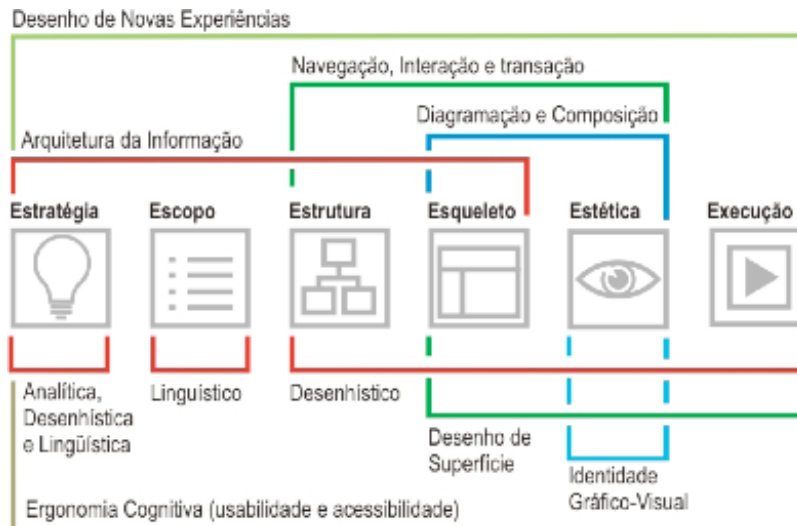 Desenho de Novas Experiências
Navegação, Interação e transação
Diagramação e Composição
Arquitetura da Informação
Estratégia
Escopo
Estrutura
Esqueleto
Estética
Execução
Analítica,
Desenhística
e Lingüística
Linguístico
Desenhístico
Desenho de
Superfície
Identidade
Gráfico-Visual
Ergonomia Cognitiva (usabilidade e acessibilidade)